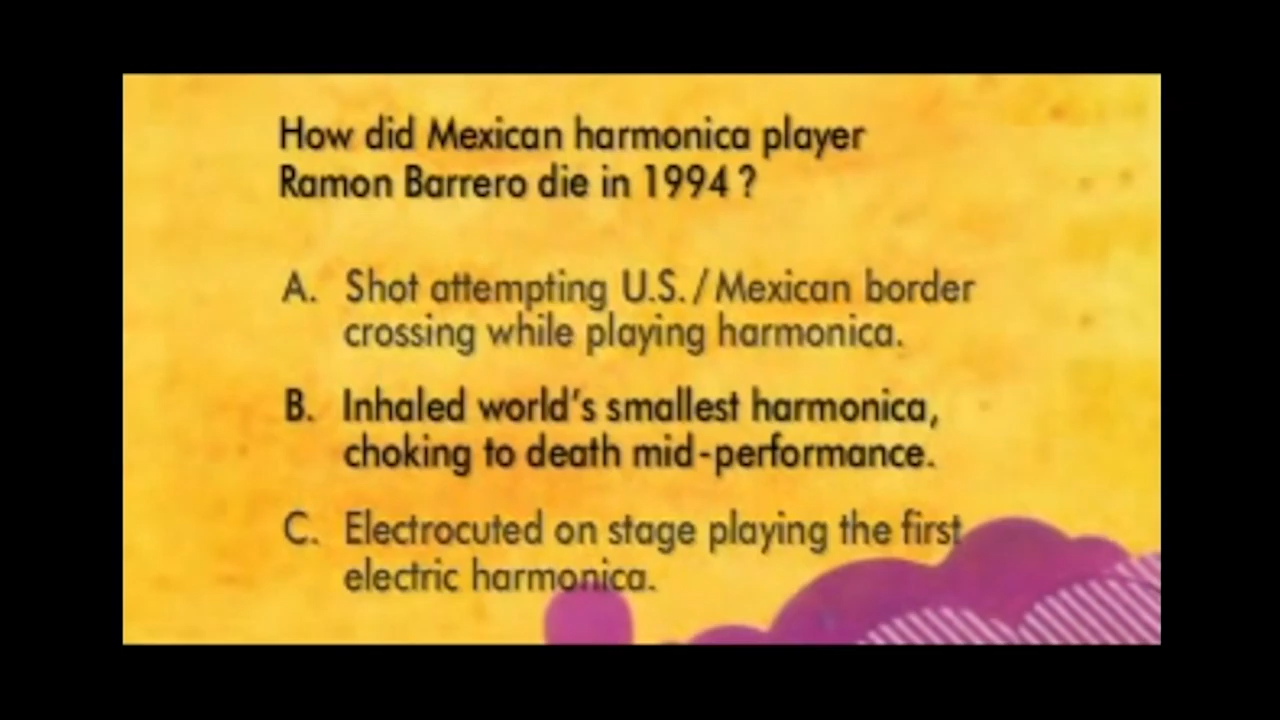 How did Mexican harmonica player
Ramon Barrero die in 1994 ?
A. Shot attempting U.S. / Mexican border
crossing while playing harmonica.
B. Inhaled world's smallest harmonica,
choking to death mid-performance.
C. Electrocuted on stage playing the first
electric harmonica.